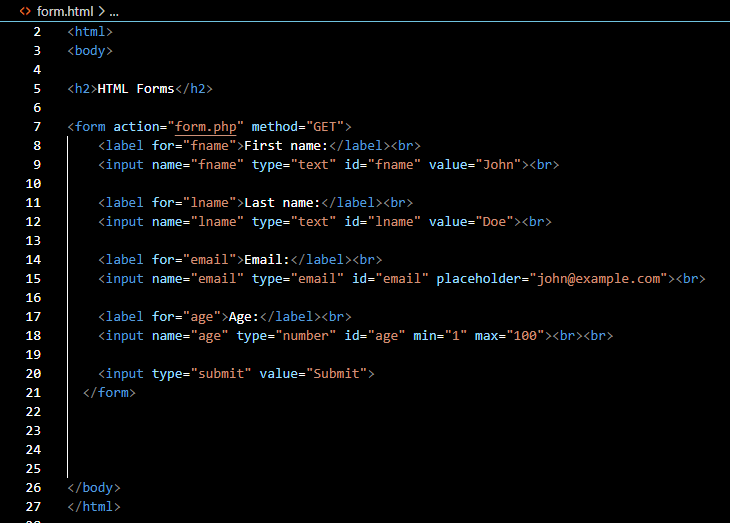 form.html > ...
2 <html>
3 <body>
4
5 <h2>HTML Forms</h2>
6
7 <form action="form.php" method="GET">
8 <label for="fname">First name:</label><br>
9 <input name="fname" type="text" id="fname" value="John"><br>
10
11 <label for="lname">Last name:</label><br>
12 <input name="lname" type="text" id="lname" value="Doe"><br>
13
14 <label for="email">Email:</label><br>
15 <input name="email" type="email" id="email" placeholder="john@example.com"><br>
16
17 <label for="age">Age:</label><br>
18 <input name="age" type="number" id="age" min="1" max="100"><br><br>
19
20 <input type="submit" value="Submit">
21 </form>
22
23
24
25
26 </body>
27 </html>